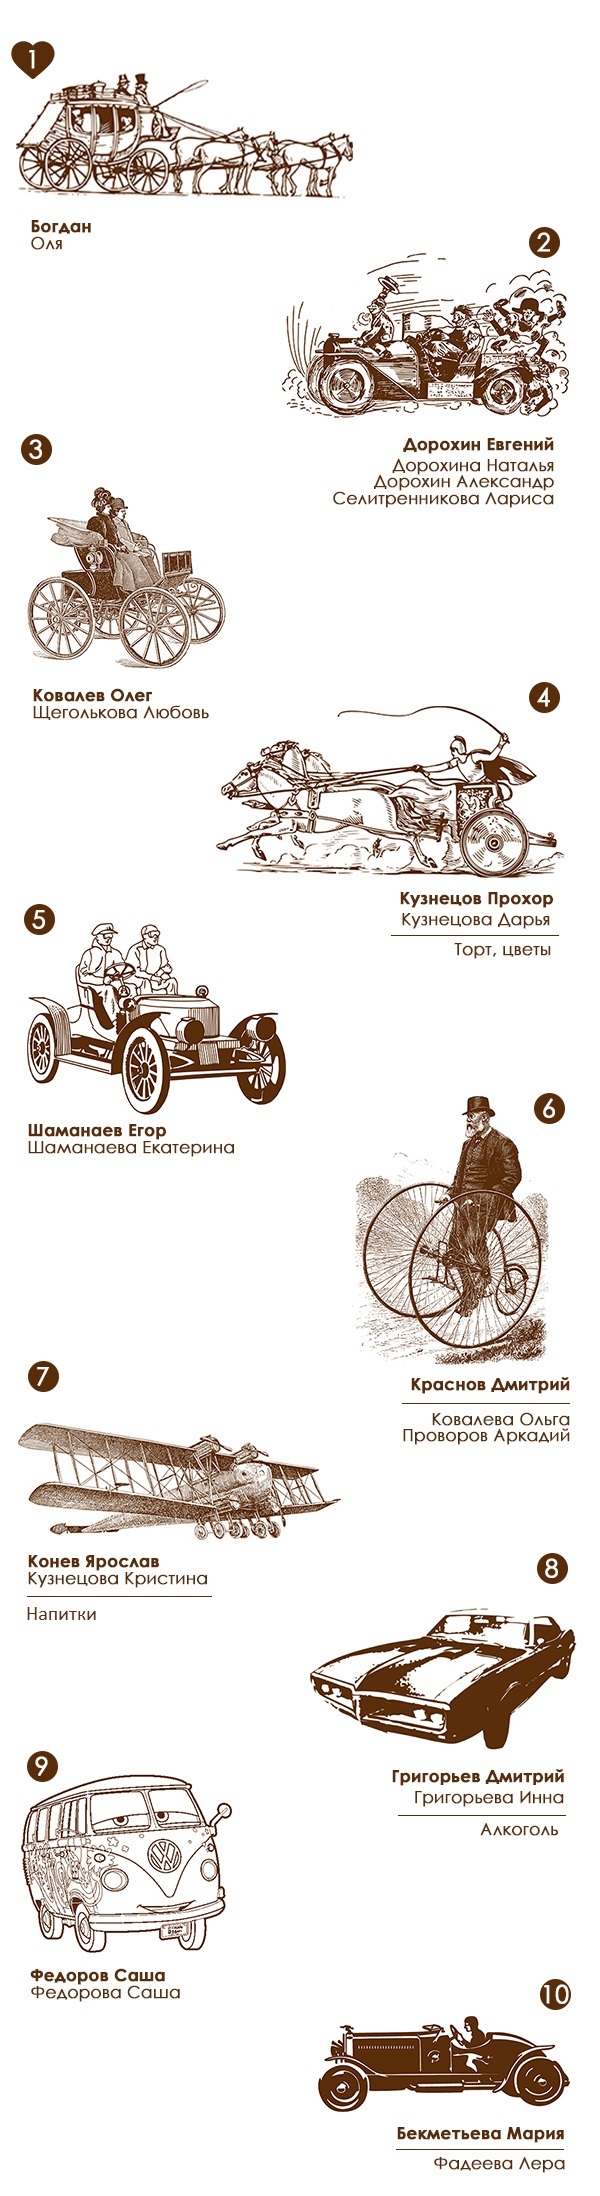 1
Богдан
Оля
2
Дорохин Евгений
Дорохина Наталья
Дорохин Александр
Селитренникова Лариса
3
Ковалев Олег
Щеголькова Любовь
4
Кузнецов Прохор
Кузнецова Дарья
Торт, цветы
5
Шаманаев Егор
Шаманаева Екатерина
6
Краснов Дмитрий
Ковалева Ольга
Проворов Аркадий
7
Конев Ярослав
Кузнецова Кристина
Напитки
8
Григорьев Дмитрий
Григорьева Инна
Алкоголь
9
Федоров Саша
Федорова Саша
10
Бекметьева Мария
Фадеева Лера